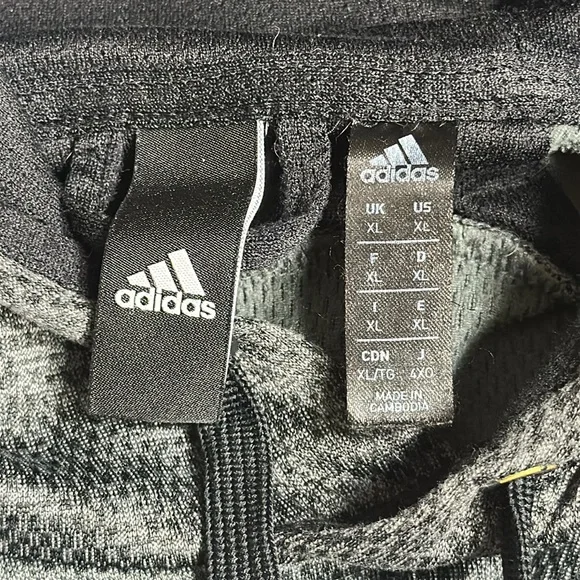 adidas
adidas
UK US
XL XL
F D
XL XL
I E
XL XL
CDN J
XL/TG 4XO
MADE IN
CAMBODIA